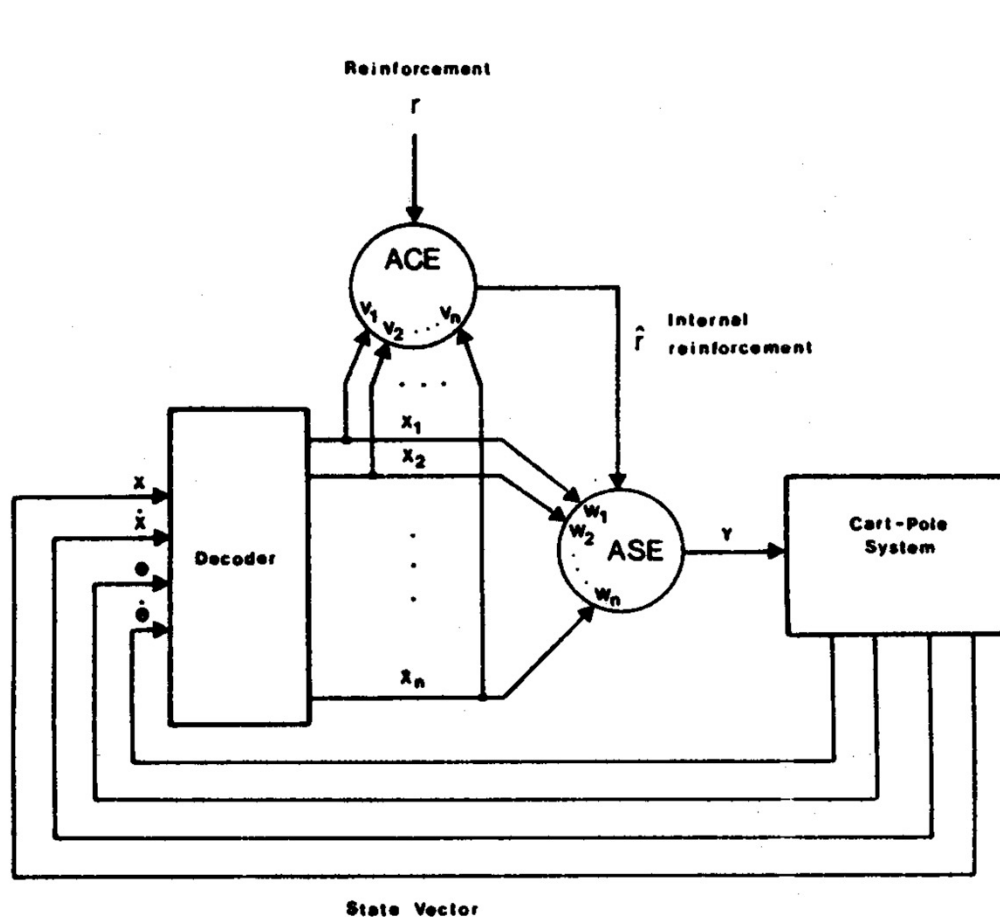 Reinforcement
r
ACE
v1
v2
...
vn
r̂
Internal
reinforcement
...
x1
x2
x
ẋ
θ
θ̇
Decoder
w1
w2
ASE
wn
Y
Cart-Pole
System
xn
State Vector